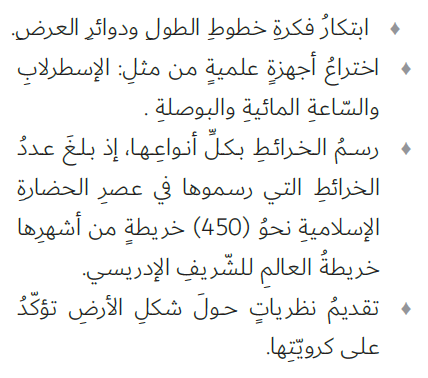 ♦ ابتكارُ فكرةِ خطوطِ الطولِ ودوائرِ العرضِ.
♦ اختراعُ أجهزةٍ علميةٍ من مثلِ: الإسطرلابِ
والسّاعةِ المائيةِ والبوصلةِ .
♦ رسمُ الخرائطِ بكلِّ أنواعِها، إذ بلغَ عددُ
الخرائطِ التي رسموها في عصرِ الحضارةِ
الإسلاميةِ نحوُ (450) خريطةٍ من أشهرِها
خريطةُ العالمِ للشّريفِ الإدريسي.
♦ تقديمُ نظرياتٍ حولَ شكلِ الأرضِ تؤكّدُ
على كرويّتِها.